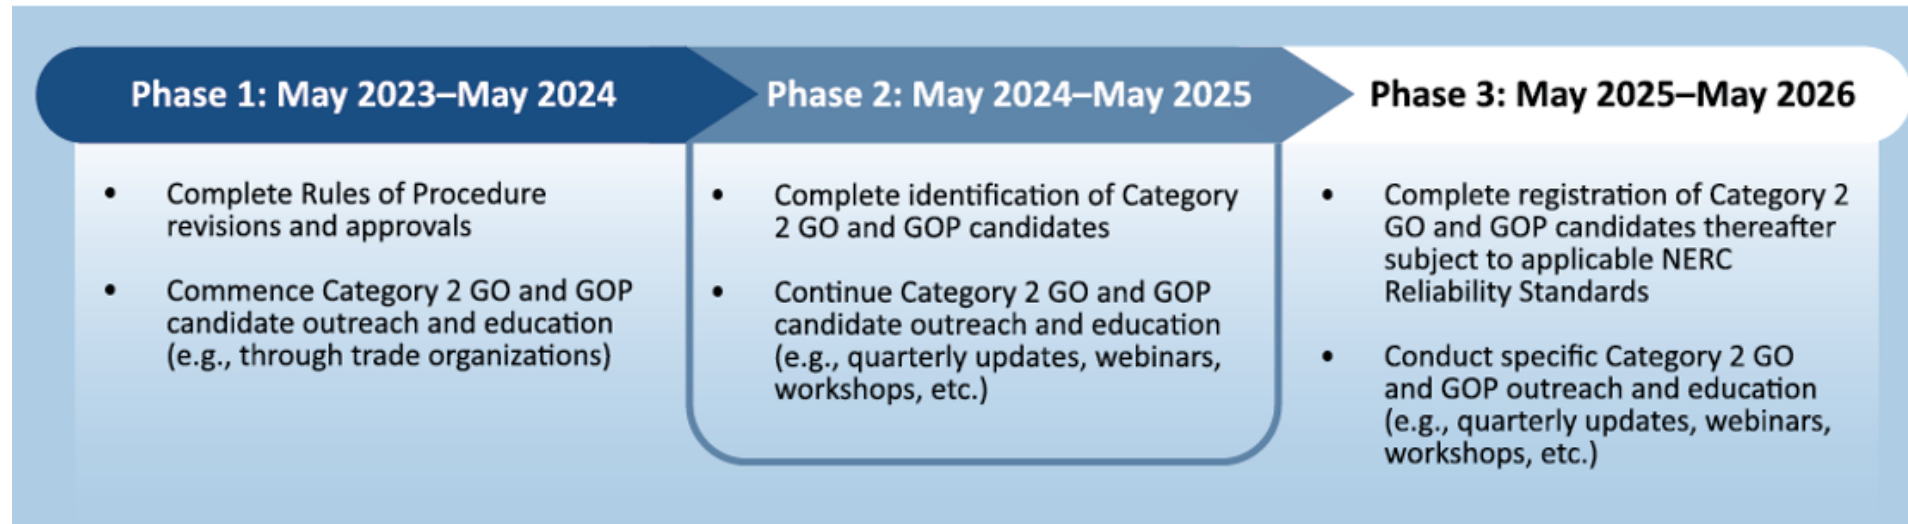 Phase 1: May 2023–May 2024
Phase 2: May 2024–May 2025
Phase 3: May 2025–May 2026
• Complete Rules of Procedure
revisions and approvals
• Commence Category 2 GO and GOP
candidate outreach and education
(e.g., through trade organizations)
• Complete identification of Category
2 GO and GOP candidates
• Continue Category 2 GO and GOP
candidate outreach and education
(e.g., quarterly updates, webinars,
workshops, etc.)
• Complete registration of Category 2
GO and GOP candidates thereafter
subject to applicable NERC
Reliability Standards
• Conduct specific Category 2 GO
and GOP outreach and education
(e.g., quarterly updates, webinars,
workshops, etc.)